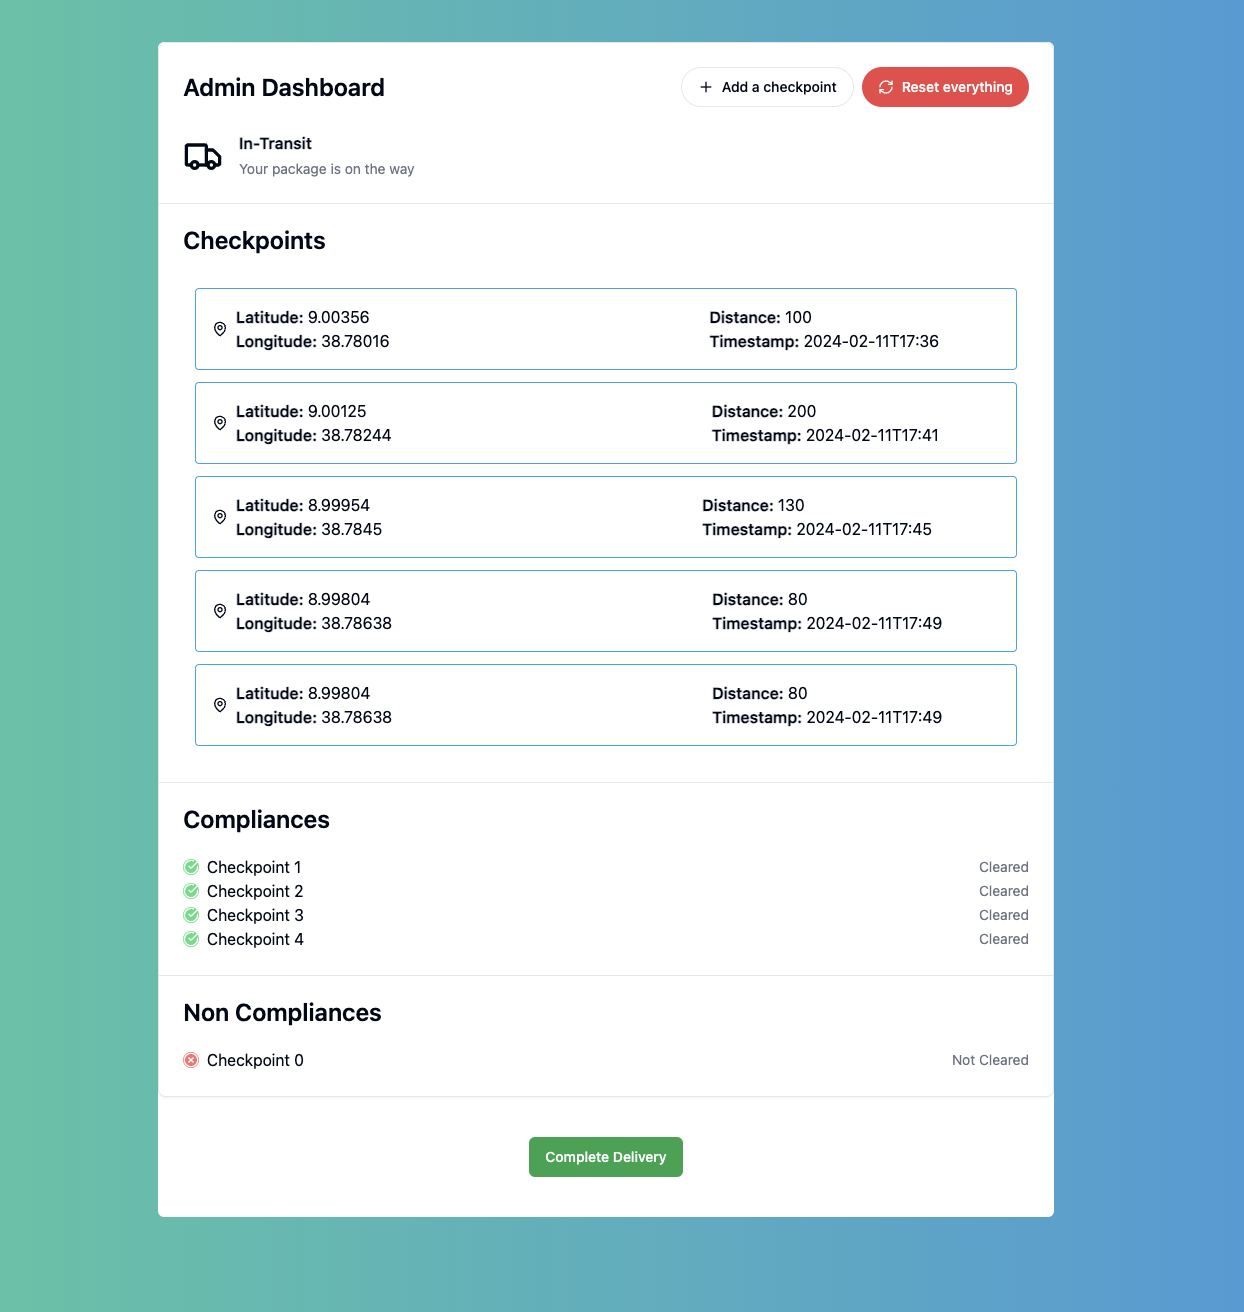 Admin Dashboard
Add a checkpoint
Reset everything
In-Transit
Your package is on the way
Checkpoints
Latitude: 9.00356
Longitude: 38.78016
Distance: 100
Timestamp: 2024-02-11T17:36
Latitude: 9.00125
Longitude: 38.78244
Distance: 200
Timestamp: 2024-02-11T17:41
Latitude: 8.99954
Longitude: 38.7845
Distance: 130
Timestamp: 2024-02-11T17:45
Latitude: 8.99804
Longitude: 38.78638
Distance: 80
Timestamp: 2024-02-11T17:49
Latitude: 8.99804
Longitude: 38.78638
Distance: 80
Timestamp: 2024-02-11T17:49
Compliances
Checkpoint 1 Cleared
Checkpoint 2 Cleared
Checkpoint 3 Cleared
Checkpoint 4 Cleared
Non Compliances
Checkpoint 0 Not Cleared
Complete Delivery